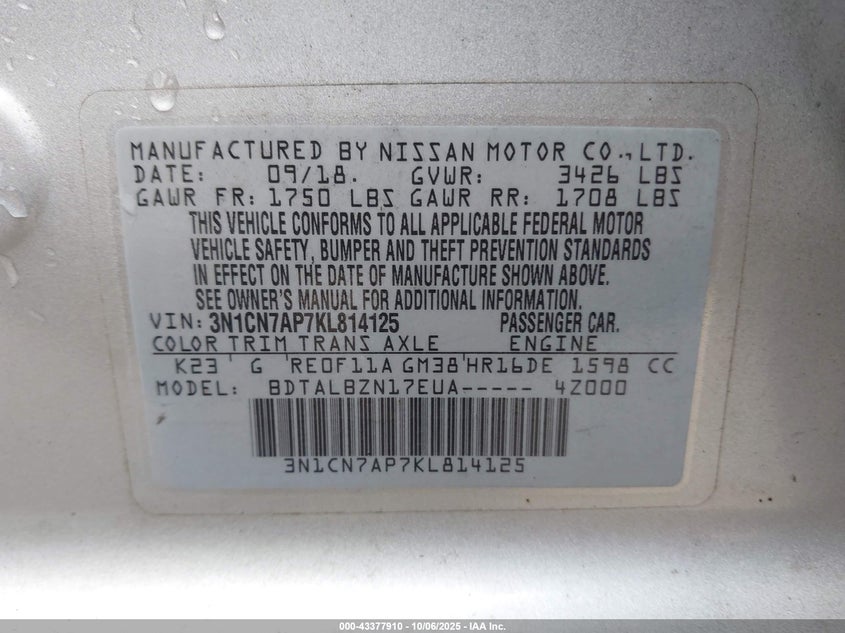 MANUFACTURED BY NISSAN MOTOR CO.,LTD.
DATE: 09/18. GVWR: 3426 LBS
GAWR FR: 1750 LBS GAWR RR: 1708 LBS
THIS VEHICLE CONFORMS TO ALL APPLICABLE FEDERAL MOTOR
VEHICLE SAFETY, BUMPER AND THEFT PREVENTION STANDARDS
IN EFFECT ON THE DATE OF MANUFACTURE SHOWN ABOVE.
SEE OWNER'S MANUAL FOR ADDITIONAL INFORMATION.
VIN: 3N1CN7AP7KL814125 PASSENGER CAR.
COLOR TRIM TRANS AXLE ENGINE
K23 G RE0F11A GM38 HR16DE 1598 CC
MODEL: BDTALBZN17EUA----- 4Z000
3N1CN7AP7KL814125
000-43377910 - 10/06/2025 - IAA Inc.